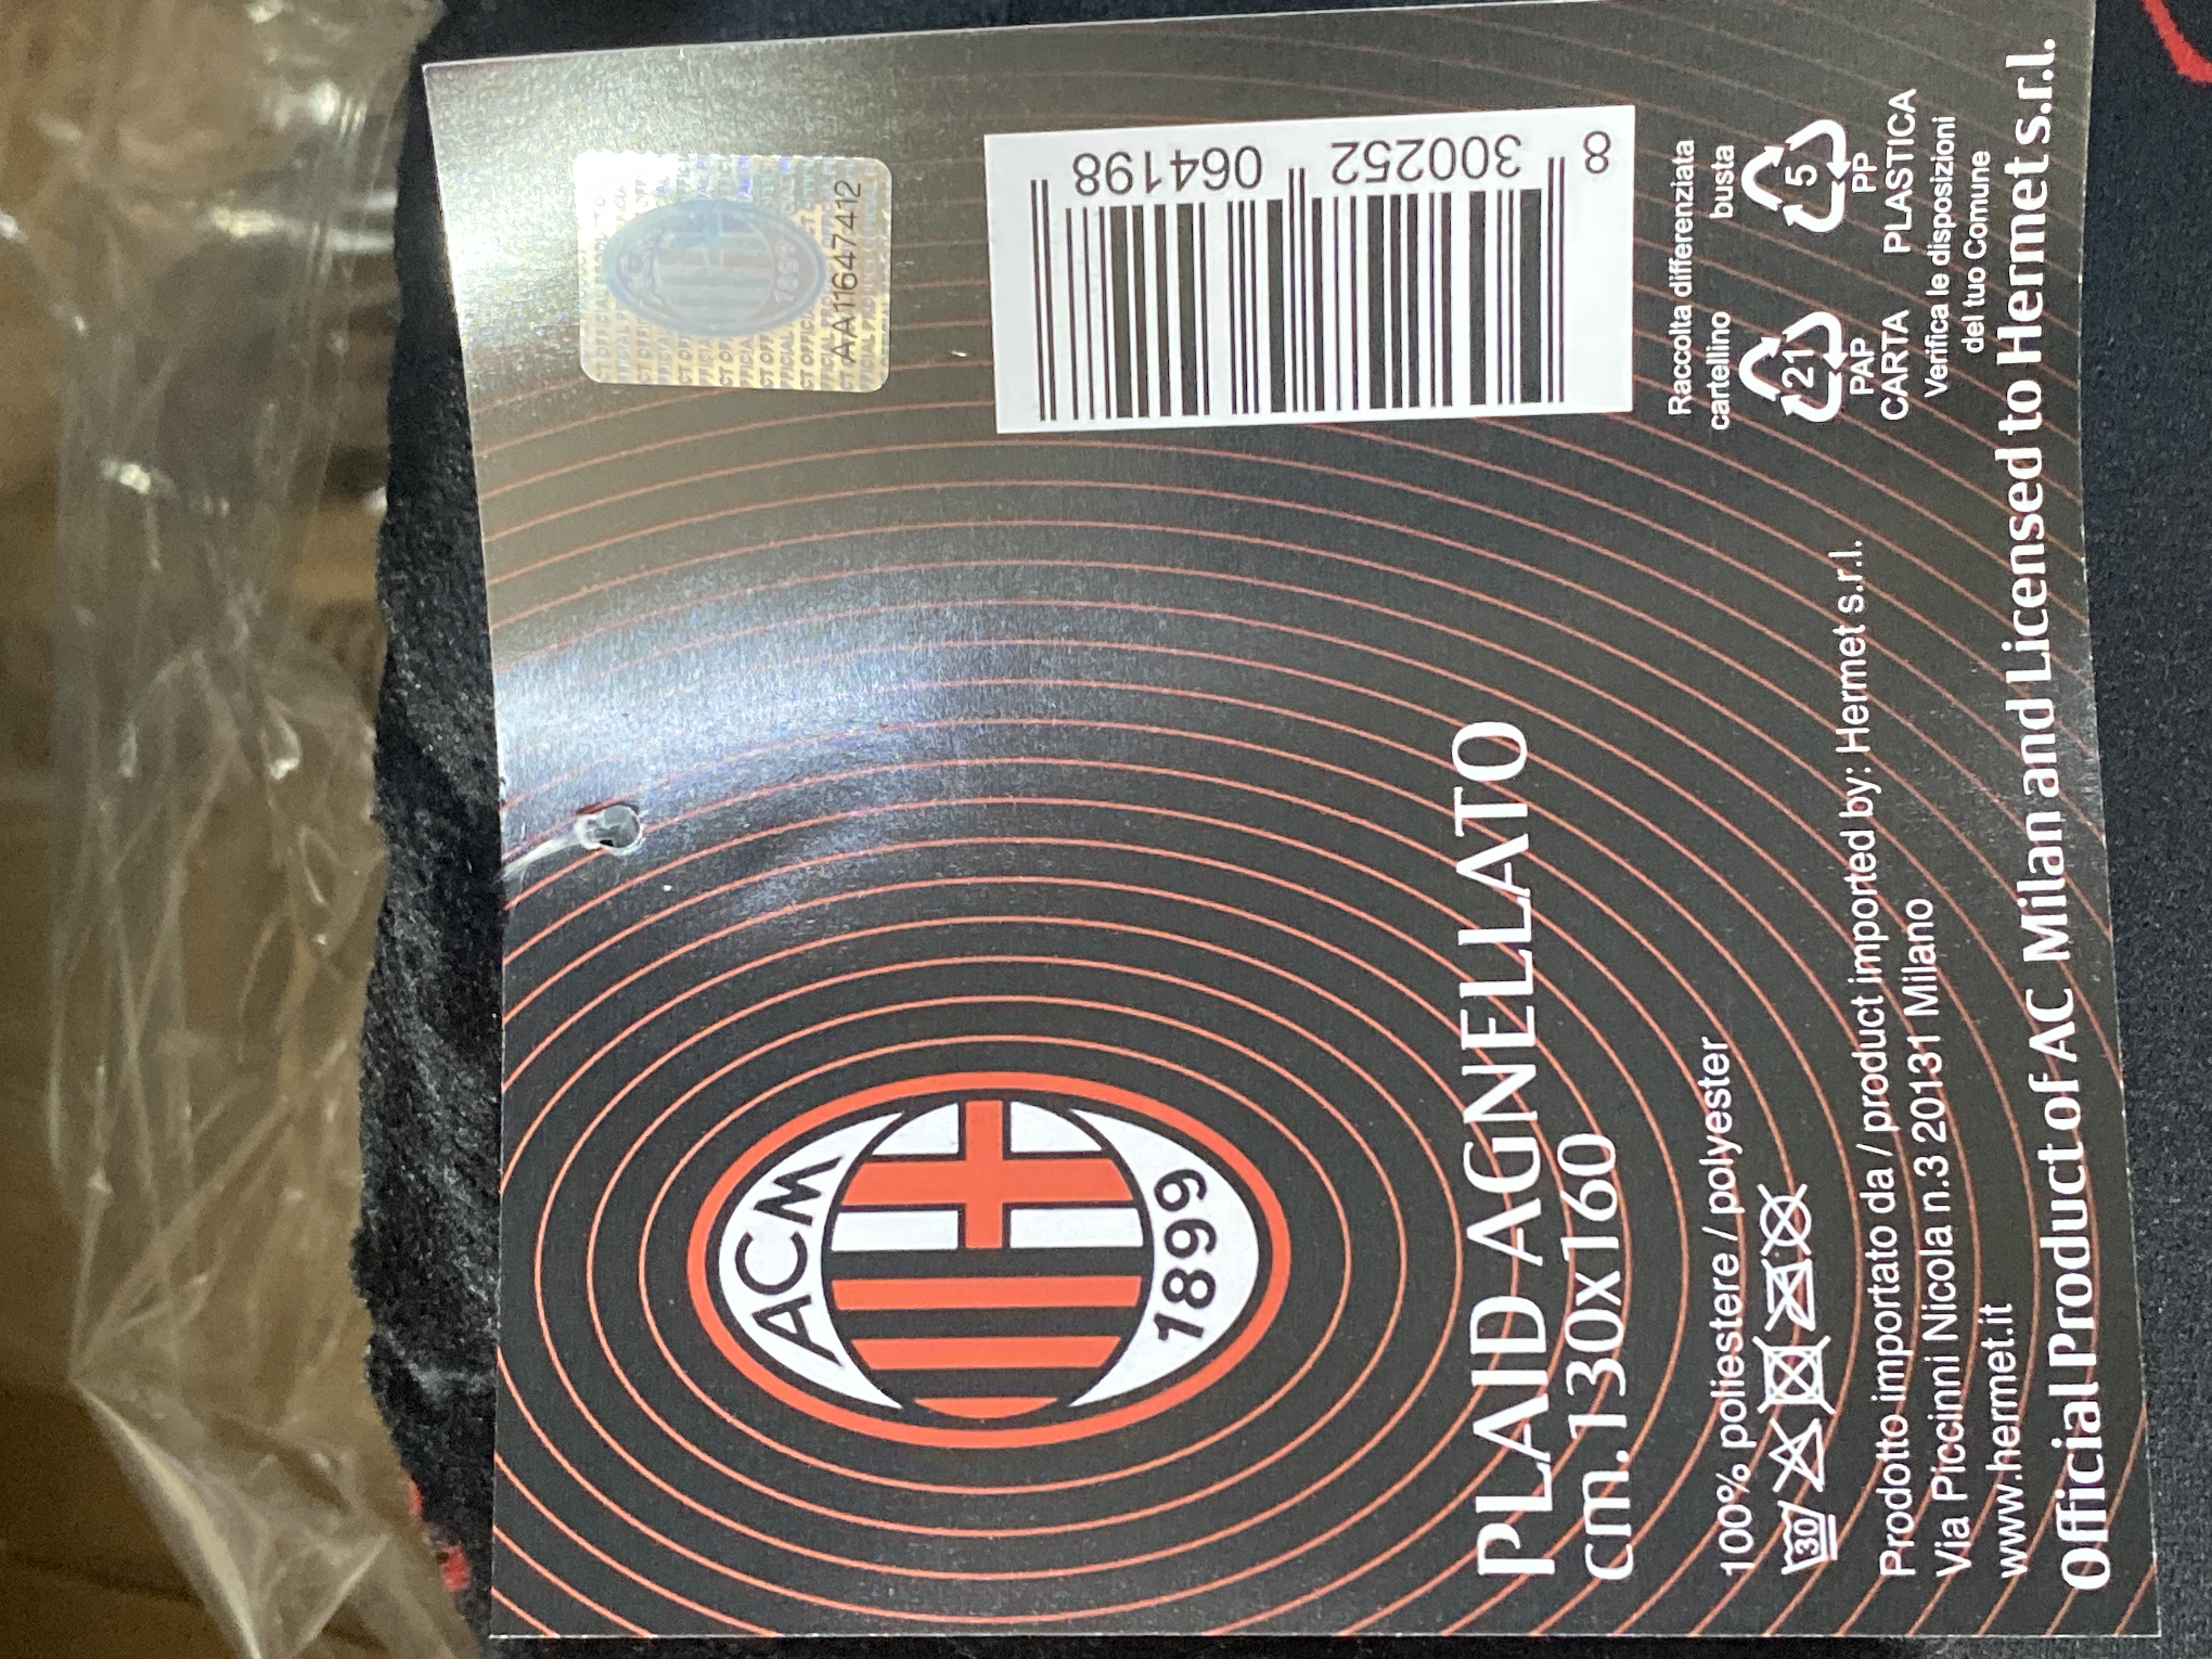 ACM
1899
PLAID AGNELLATO
cm.130x160
100% poliestere / polyester
30
Prodotto importato da / product imported by: Hermet s.r.l.
Via Piccinni Nicola n.3 20131 Milano
www.hermet.it
Official Product of AC Milan and Licensed to Hermet s.r.l.
1899
AA11647412
8 300252 064198
Raccolta differenziata
cartellino busta
21 5
PAP PP
CARTA PLASTICA
Verifica le disposizioni
del tuo Comune